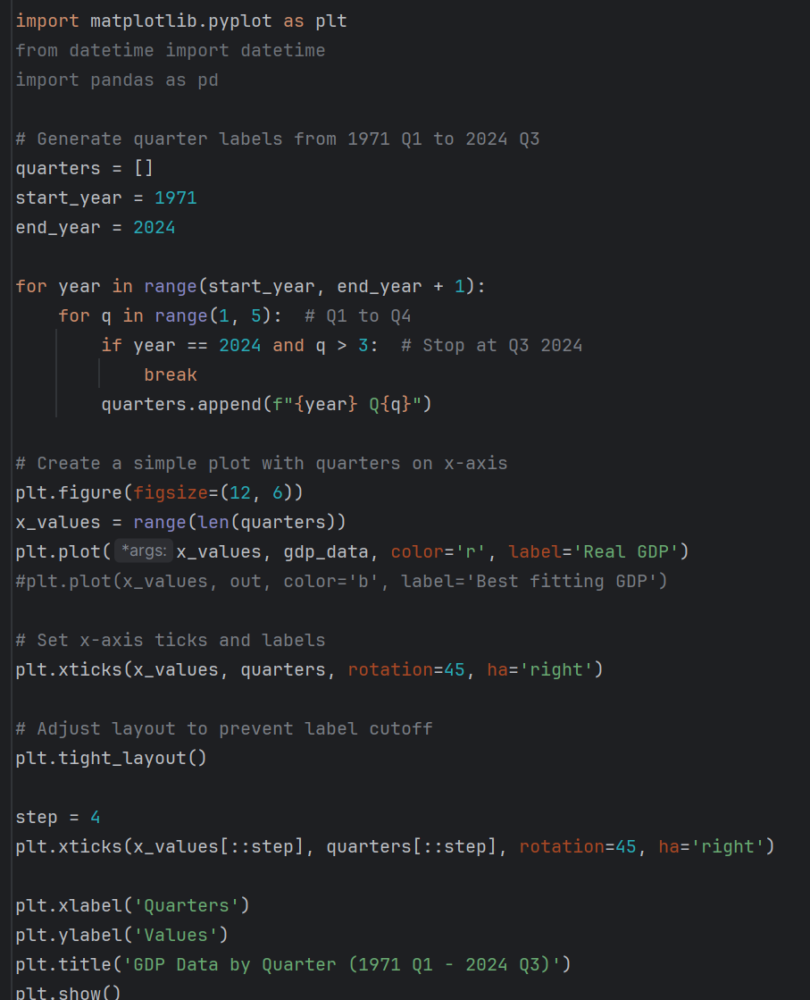 import matplotlib.pyplot as plt
from datetime import datetime
import pandas as pd
# Generate quarter labels from 1971 Q1 to 2024 Q3
quarters = []
start_year = 1971
end_year = 2024
for year in range(start_year, end_year + 1):
    for q in range(1, 5):  # Q1 to Q4
        if year == 2024 and q > 3:  # Stop at Q3 2024
            break
        quarters.append(f"{year} Q{q}")
# Create a simple plot with quarters on x-axis
plt.figure(figsize=(12, 6))
x_values = range(len(quarters))
plt.plot( *args: x_values, gdp_data, color='r', label='Real GDP')
#plt.plot(x_values, out, color='b', label='Best fitting GDP')
# Set x-axis ticks and labels
plt.xticks(x_values, quarters, rotation=45, ha='right')
# Adjust layout to prevent label cutoff
plt.tight_layout()
step = 4
plt.xticks(x_values[::step], quarters[::step], rotation=45, ha='right')
plt.xlabel('Quarters')
plt.ylabel('Values')
plt.title('GDP Data by Quarter (1971 Q1 - 2024 Q3)')
plt.show()